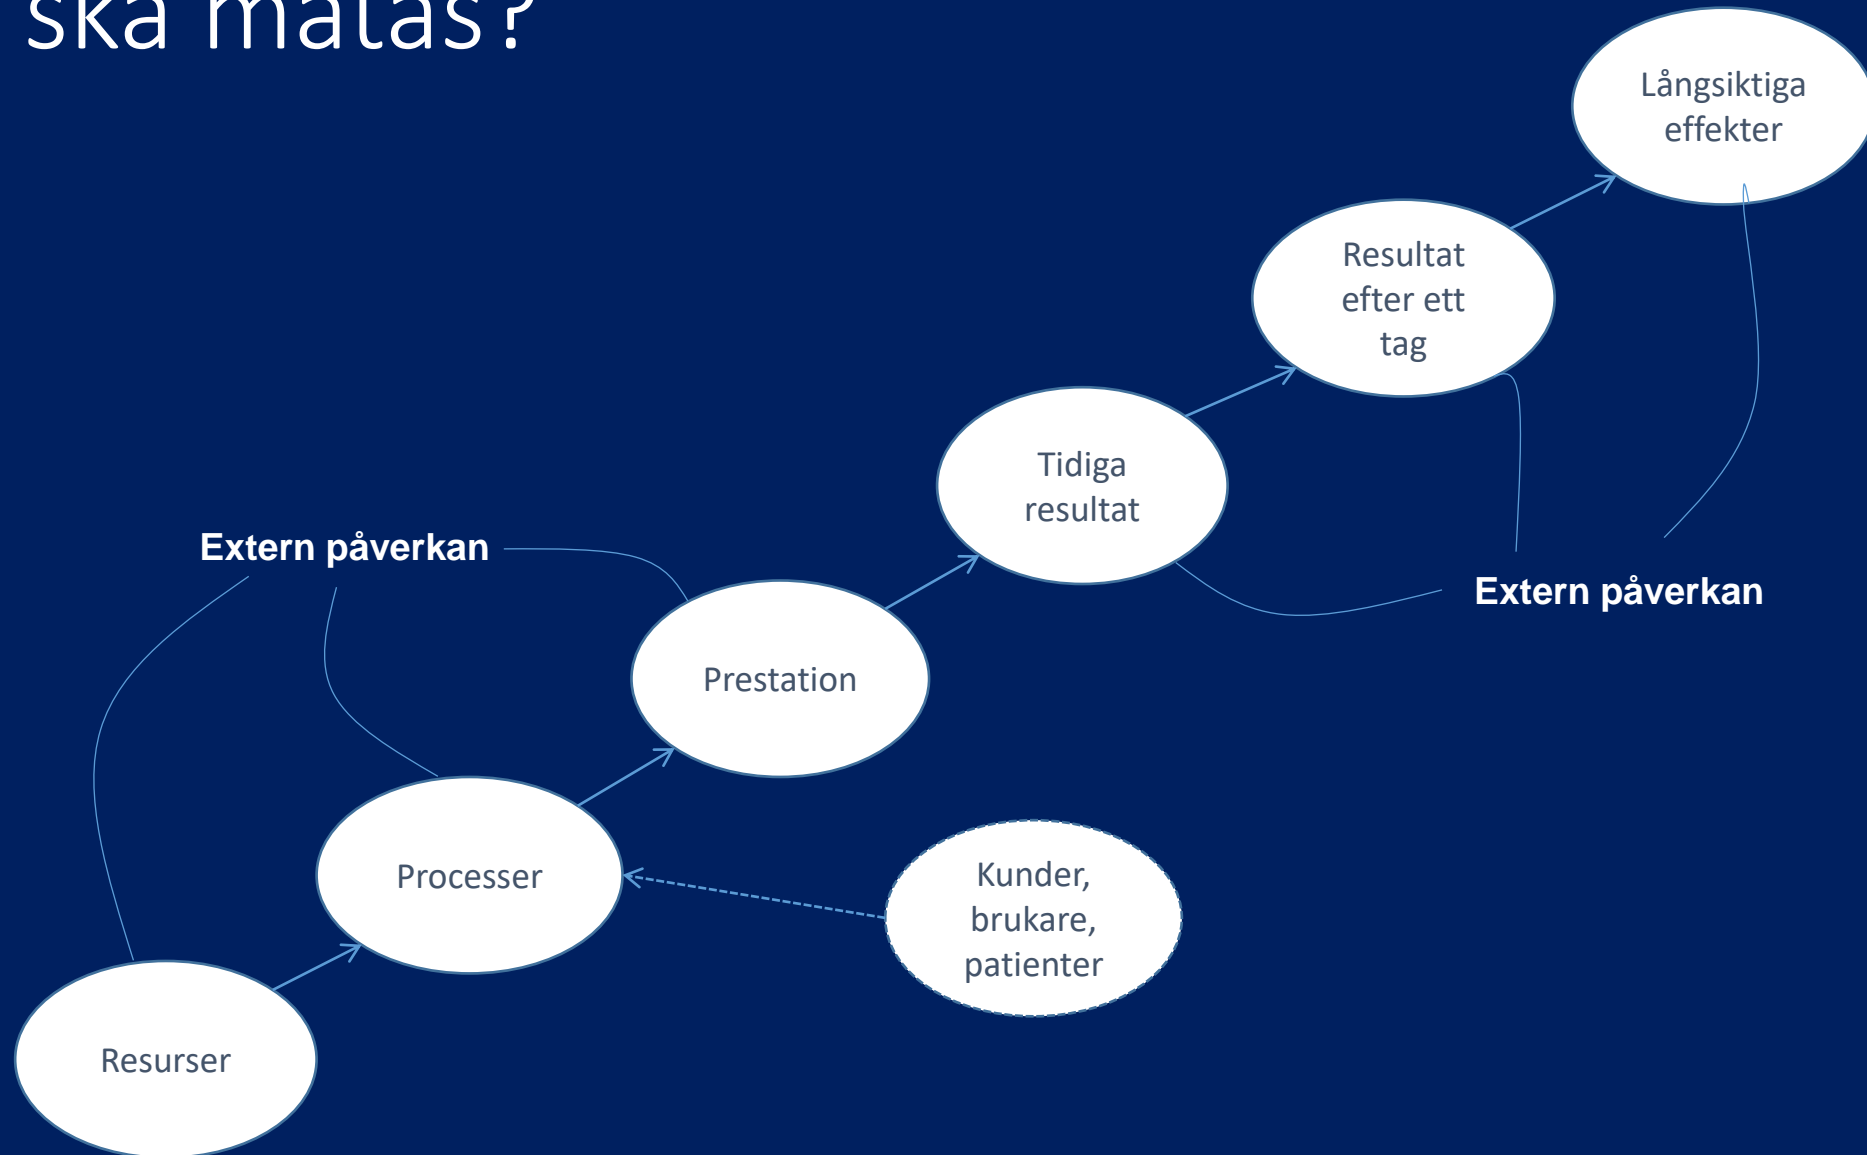 ska mätas?
Långsiktiga
effekter
Resultat
efter ett
tag
Tidiga
resultat
Extern påverkan
Extern påverkan
Prestation
Processer
Kunder,
brukare,
patienter
Resurser